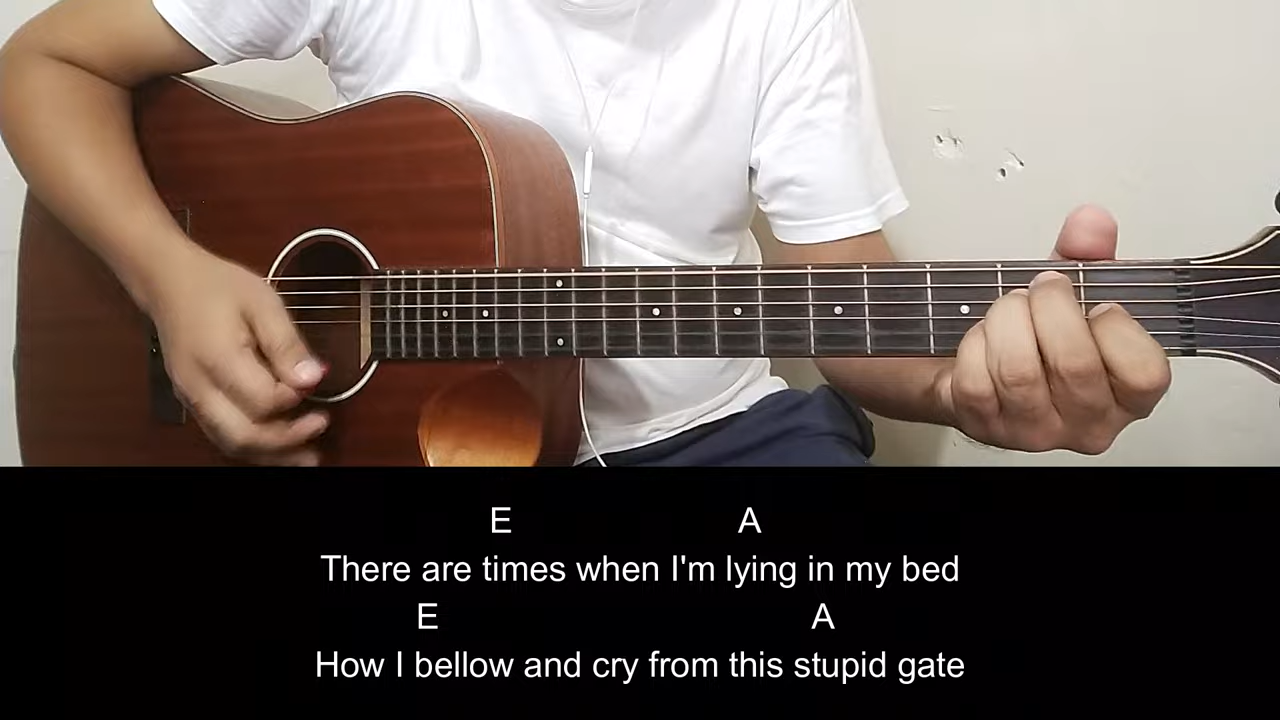 E A
There are times when I'm lying in my bed
E A
How I bellow and cry from this stupid gate